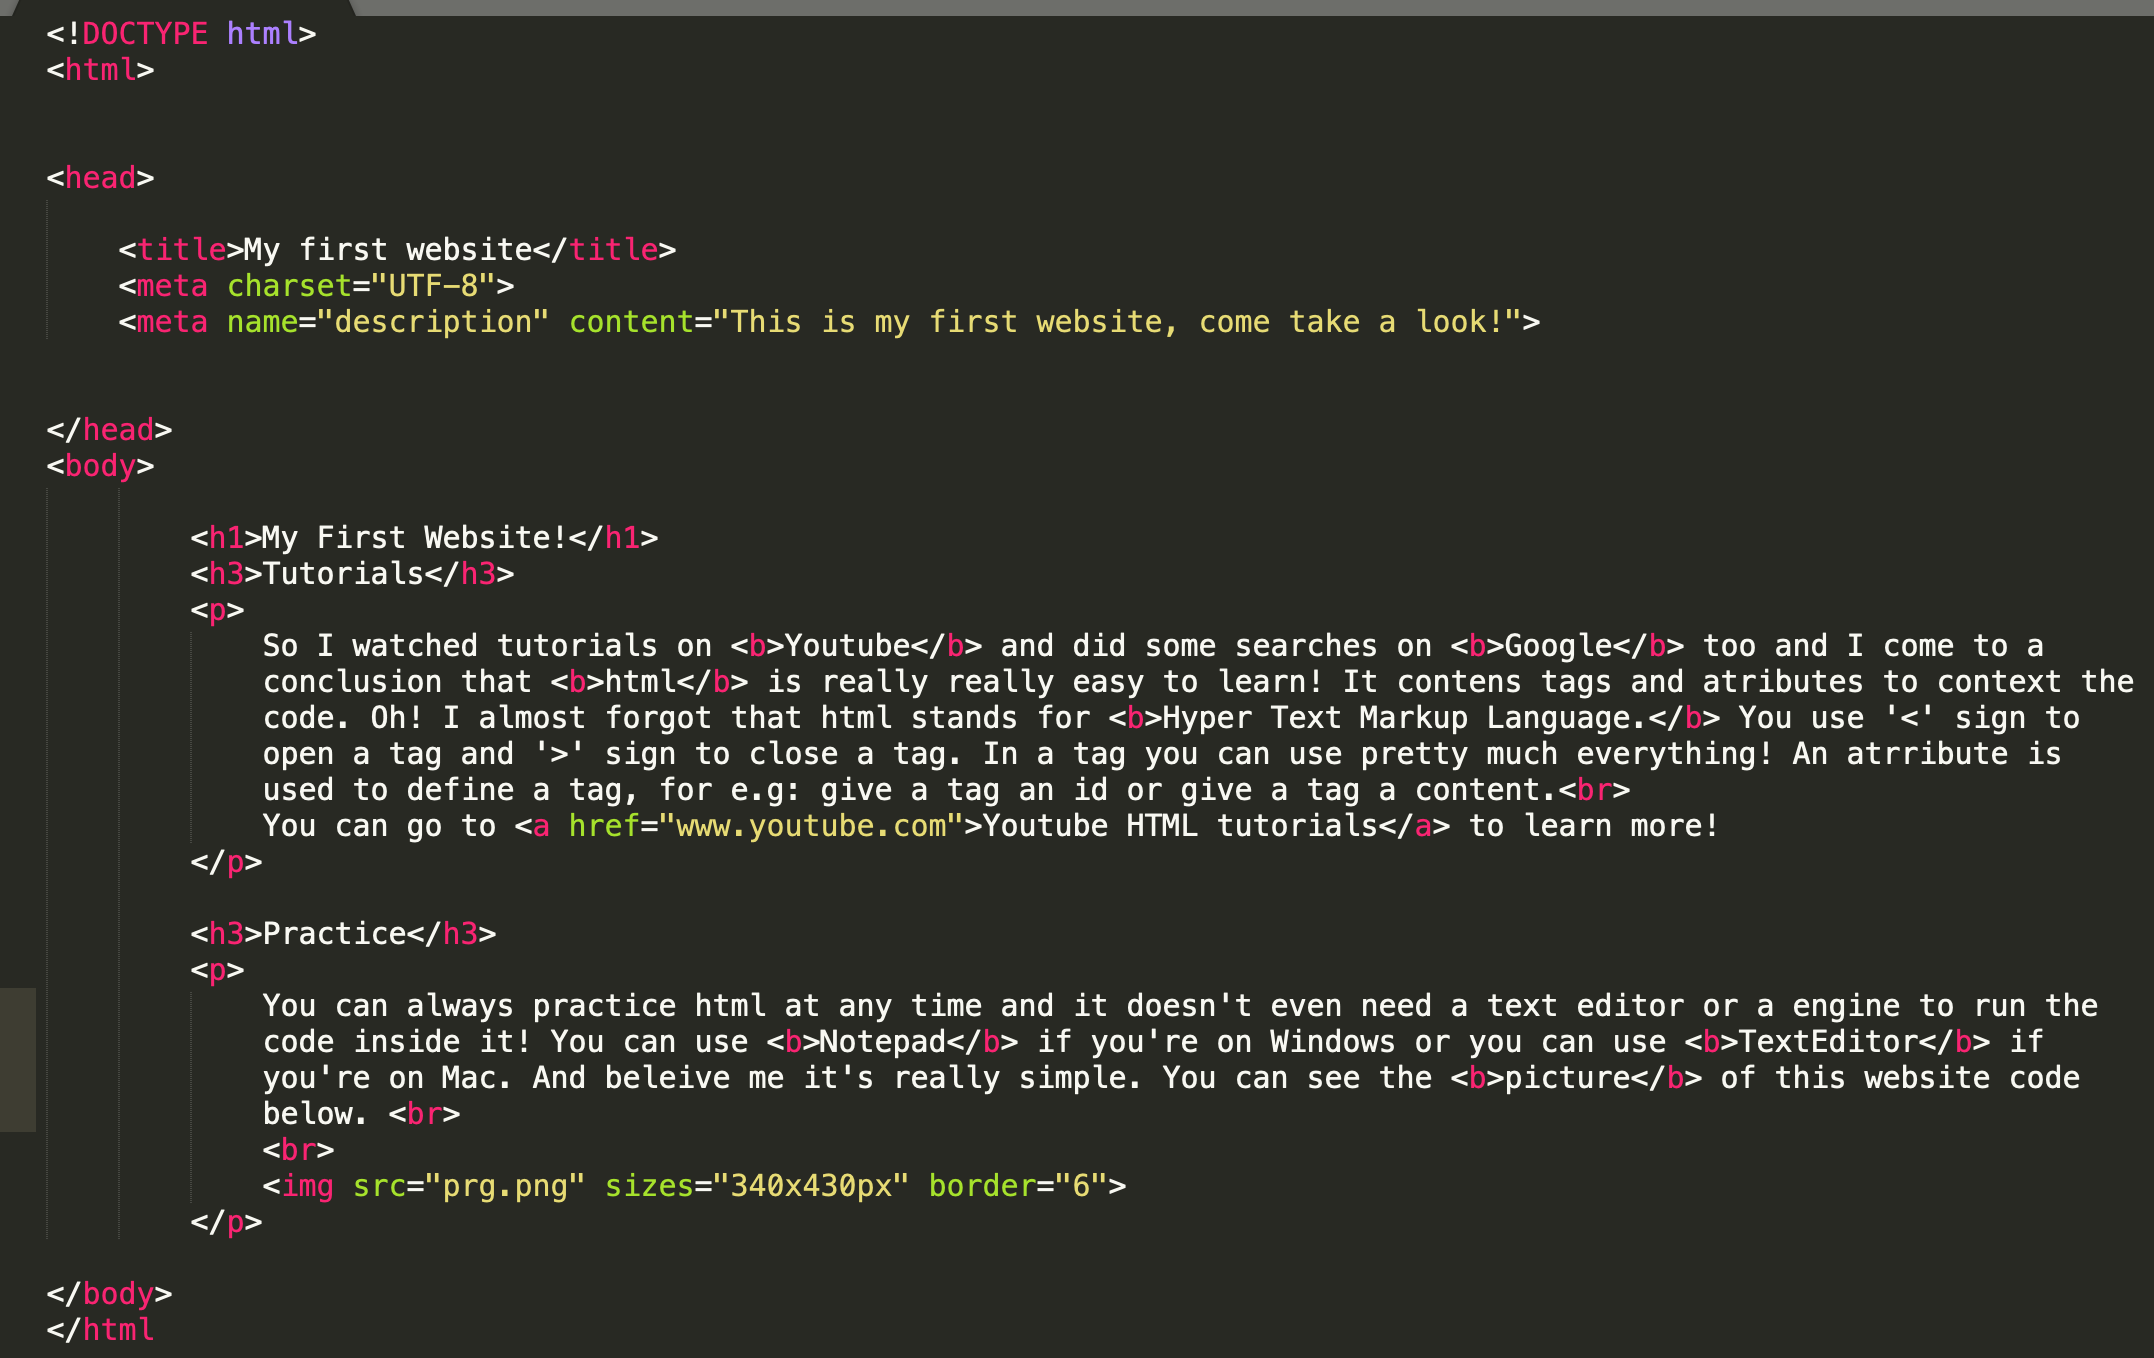 <!DOCTYPE html>
<html>
<head>
<title>My first website</title>
<meta charset="UTF-8">
<meta name="description" content="This is my first website, come take a look!">
</head>
<body>
<h1>My First Website!</h1>
<h3>Tutorials</h3>
<p>
So I watched tutorials on <b>Youtube</b> and did some searches on <b>Google</b> too and I come to a
conclusion that <b>html</b> is really really easy to learn! It contens tags and atributes to context the
code. Oh! I almost forgot that html stands for <b>Hyper Text Markup Language.</b> You use '<' sign to
open a tag and '>' sign to close a tag. In a tag you can use pretty much everything! An atrribute is
used to define a tag, for e.g: give a tag an id or give a tag a content.<br>
You can go to <a href="www.youtube.com">Youtube HTML tutorials</a> to learn more!
</p>
<h3>Practice</h3>
<p>
You can always practice html at any time and it doesn't even need a text editor or a engine to run the
code inside it! You can use <b>Notepad</b> if you're on Windows or you can use <b>TextEditor</b> if
you're on Mac. And beleive me it's really simple. You can see the <b>picture</b> of this website code
below. <br>
<br>
<img src="prg.png" sizes="340x430px" border="6">
</p>
</body>
</html